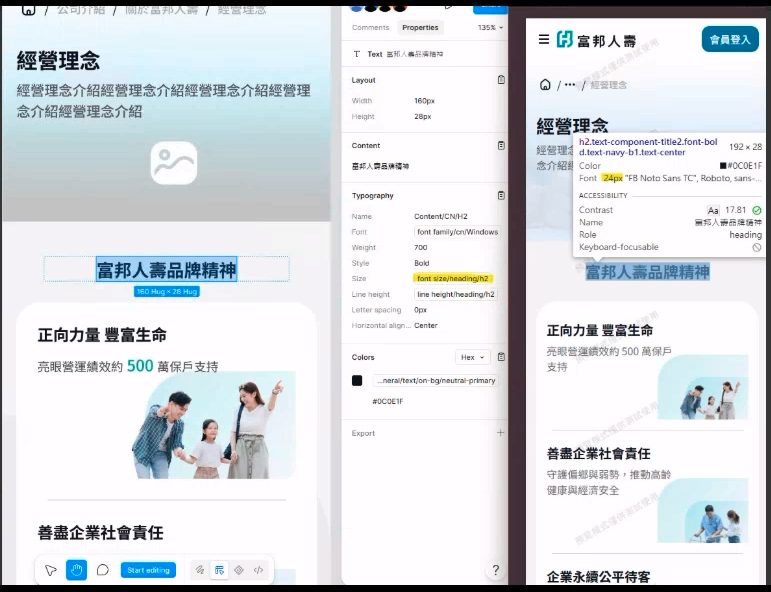 / 公司介紹 / 關於富邦人壽 / 經營理念
經營理念
經營理念介紹經營理念介紹經營理念介紹經營理
念介紹經營理念介紹
富邦人壽品牌精神
160 Hug × 28 Hug
正向力量 豐富生命
亮眼營運績效約 500 萬保戶支持
善盡企業社會責任
Start editing
Comments Properties 135%
Text 富邦人壽品牌精神
Layout
Width 160px
Height 28px
Content
富邦人壽品牌精神
Typography
Name Content/CN/H2
Font font family/cn/Windows
Weight 700
Style Bold
Size font size/heading/h2
Line height line height/heading/h2
Letter spacing 0px
Horizontal align... Center
Colors Hex
...neral/text/on-bg/neutral-primary
#0C0E1F
Export
?
富邦人壽 會員登入
/ ••• / 經營理念
經營理念
經營理念
念介紹
h2.text-component-title2.font-bol
d.text-navy-b1.text-center 192 × 28
Color #0C0E1F
Font 24px "FB Noto Sans TC", Roboto, sans-...
ACCESSIBILITY
Contrast Aa 17.81
Name 富邦人壽品牌精神
Role heading
Keyboard-focusable
富邦人壽品牌精神
正向力量 豐富生命
亮眼營運績效約 500 萬保戶
支持
善盡企業社會責任
守護偏鄉與弱勢，推動高齡
健康與經濟安全
企業永續公平待客